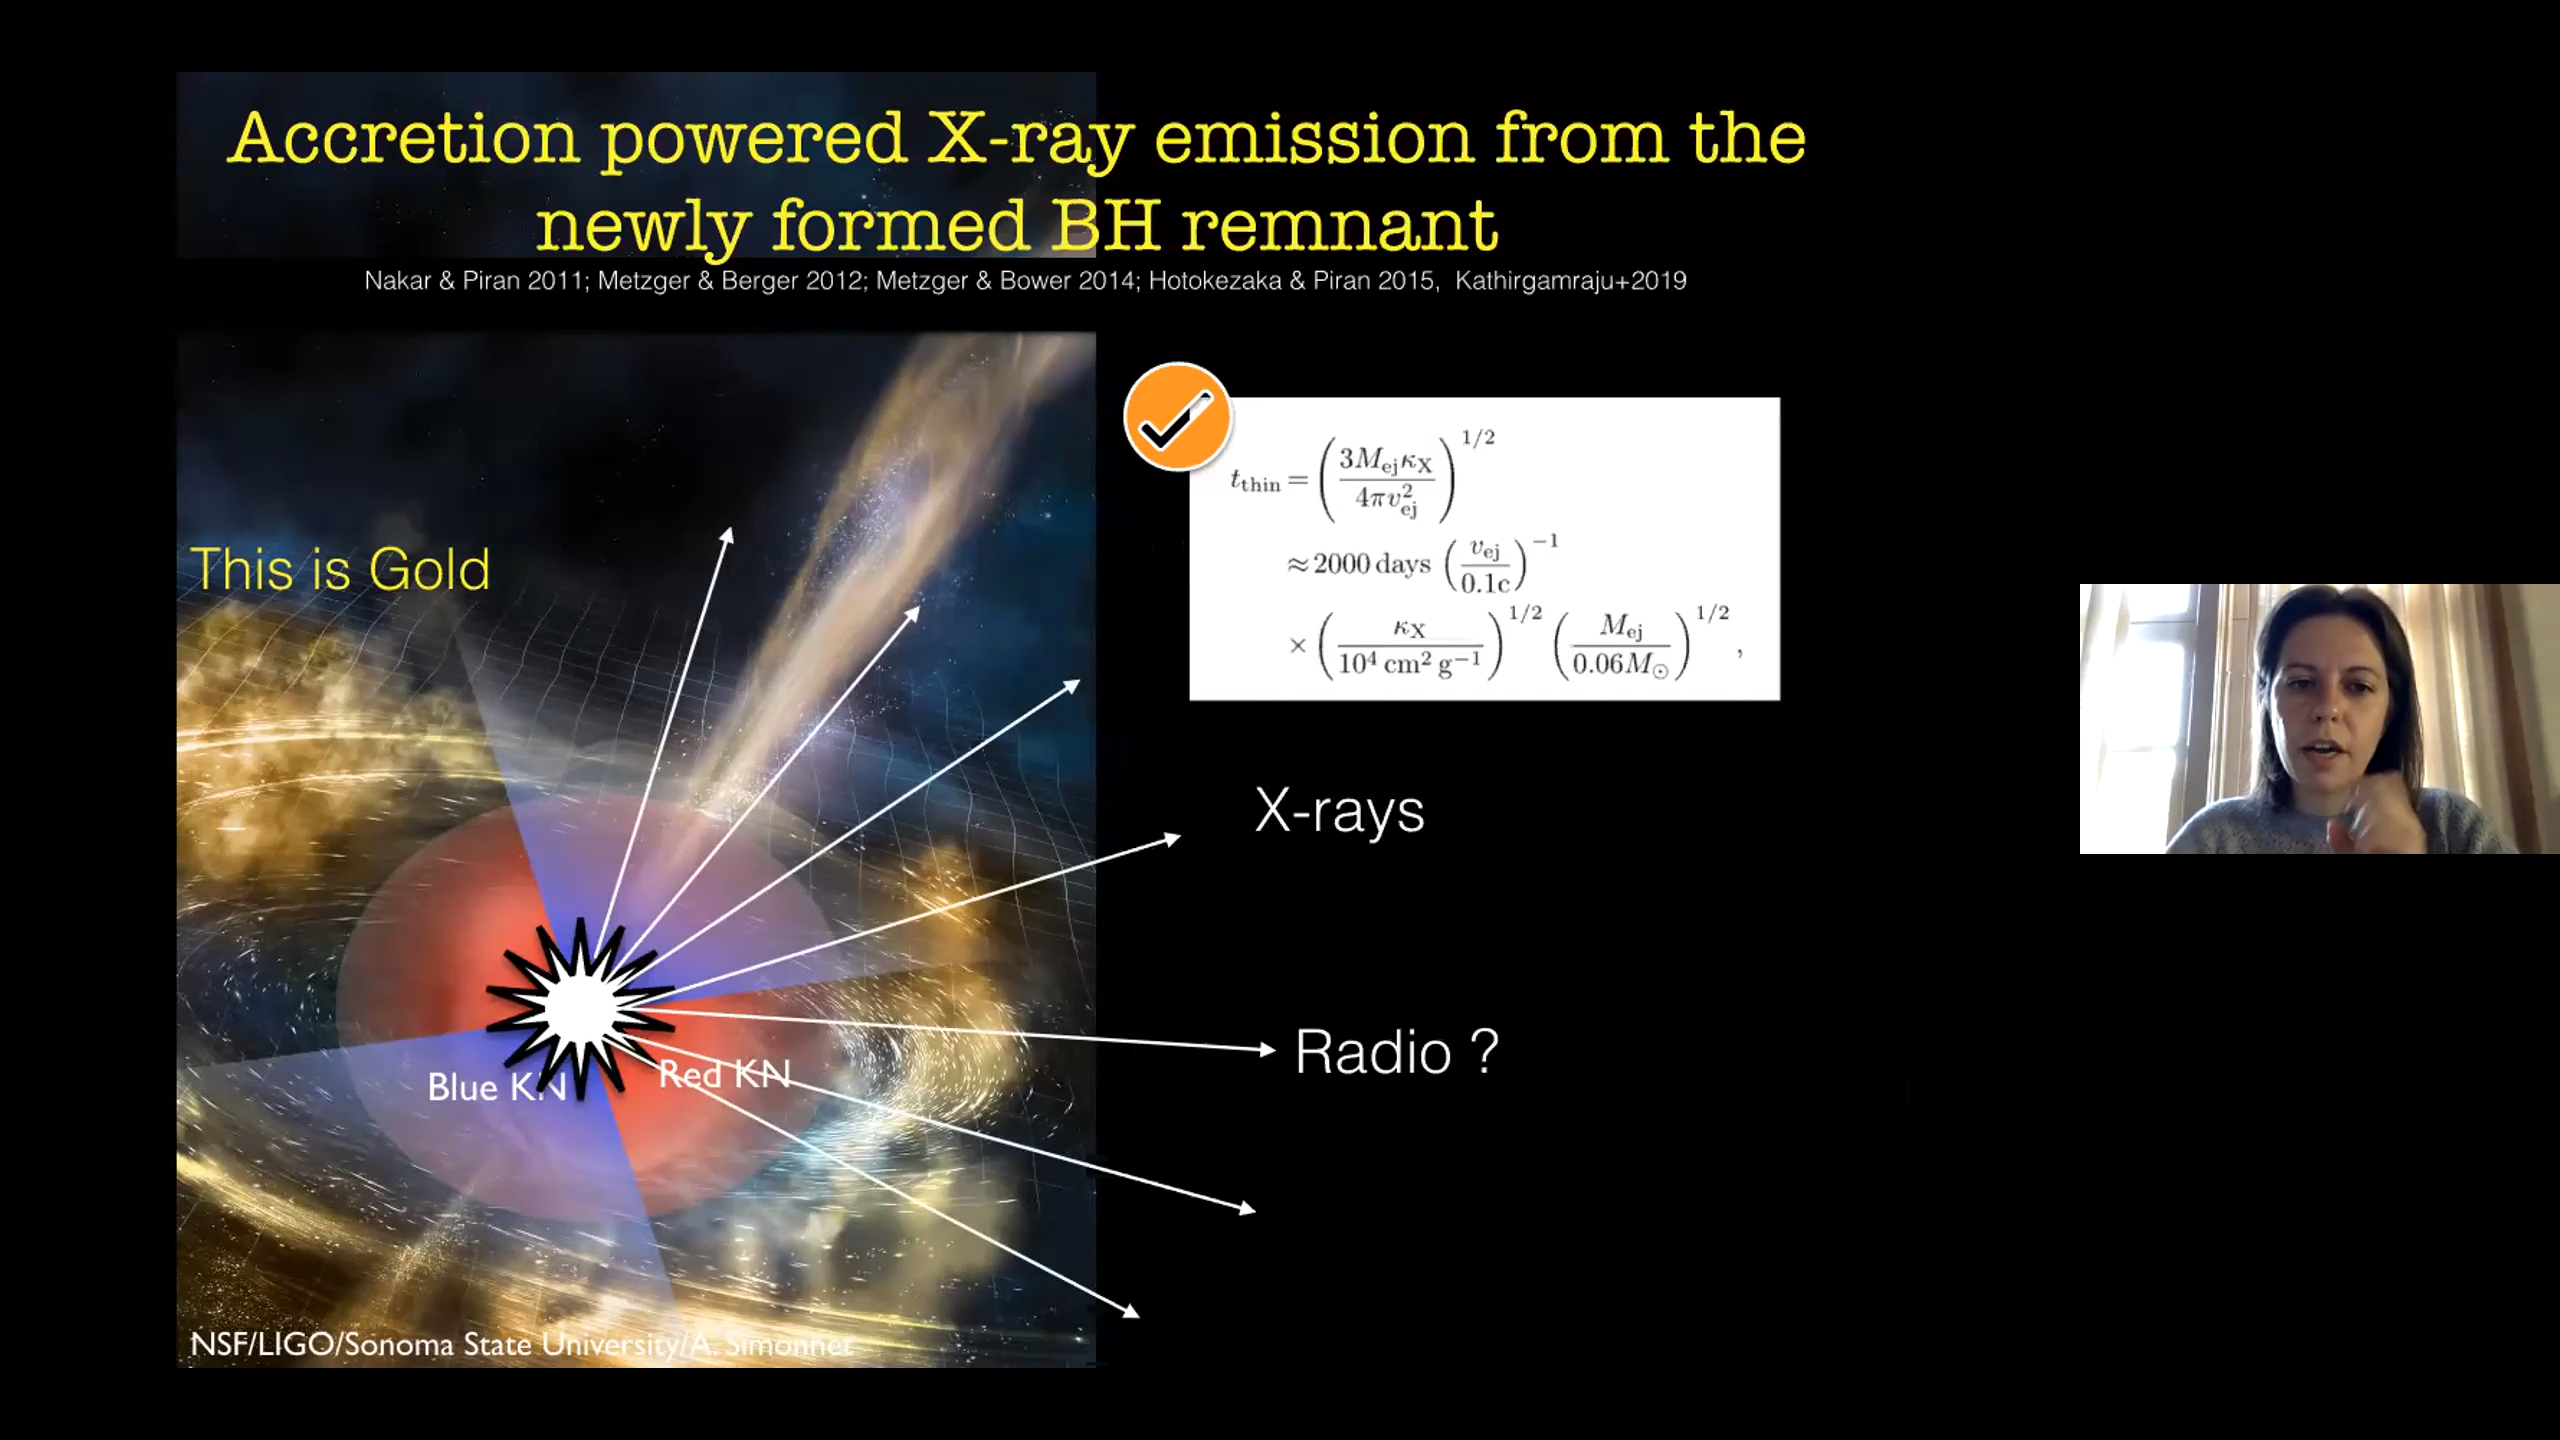 Accretion powered X-ray emission from the
newly formed BH remnant
Nakar & Piran 2011; Metzger & Berger 2012; Metzger & Bower 2014; Hotokezaka & Piran 2015, Kathirgamraju+2019
This is Gold
t_thin = (3M_ej κ_X / 4πv_ej^2)^1/2
≈ 2000 days (v_ej / 0.1c)^−1
× (κ_X / 10^4 cm^2 g^−1)^1/2 (M_ej / 0.06M_⊙)^1/2 ,
X-rays
Radio ?
Blue KN
Red KN
NSF/LIGO/Sonoma State University/A. Simonnet